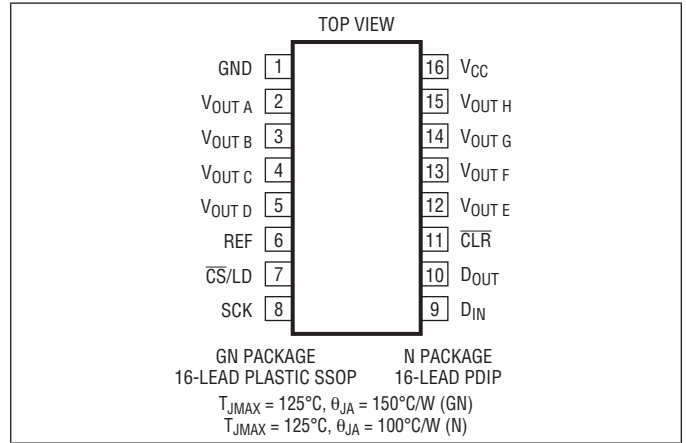 TOP VIEW
GND 1
VOUT A 2
VOUT B 3
VOUT C 4
VOUT D 5
REF 6
C̅S̅/LD 7
SCK 8
16 VCC
15 VOUT H
14 VOUT G
13 VOUT F
12 VOUT E
11 C̅L̅R̅
10 DOUT
9 DIN
GN PACKAGE
16-LEAD PLASTIC SSOP
N PACKAGE
16-LEAD PDIP
TJMAX = 125°C, θJA = 150°C/W (GN)
TJMAX = 125°C, θJA = 100°C/W (N)